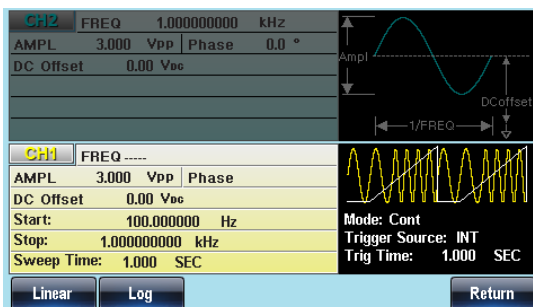 CH2 FREQ 1.000000000 kHz
AMPL 3.000 VPP Phase 0.0 °
DC Offset 0.00 VDC
Ampl
DCoffset
1/FREQ
CH1 FREQ -----
AMPL 3.000 VPP Phase
DC Offset 0.00 VDC
Start: 100.000000 Hz
Stop: 1.000000000 kHz
Sweep Time: 1.000 SEC
Mode: Cont
Trigger Source: INT
Trig Time: 1.000 SEC
Linear Log Return